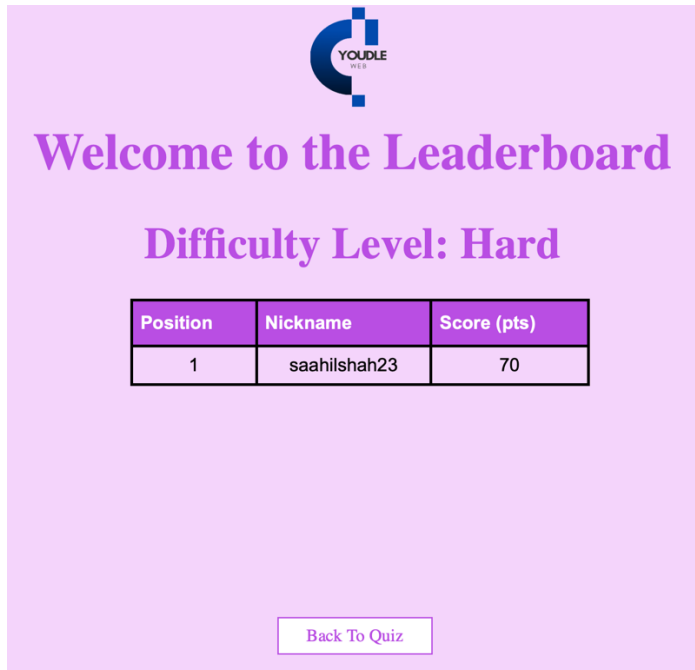 YOUDLE
WEB
Welcome to the Leaderboard
Difficulty Level: Hard
Position Nickname Score (pts)
1 saahilshah23 70
Back To Quiz